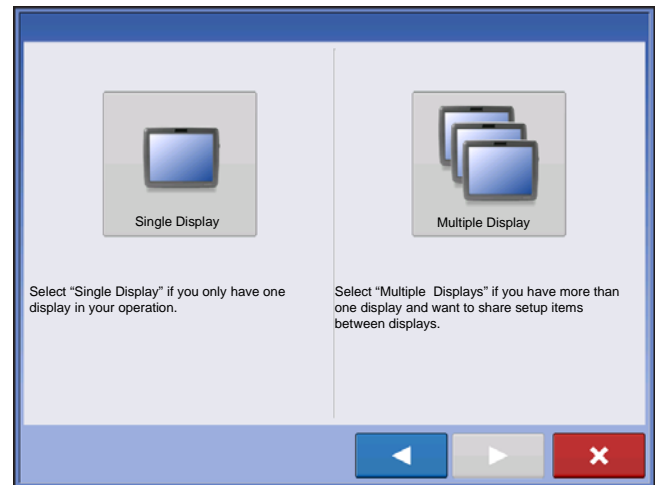 Single Display
Select “Single Display” if you only have one
display in your operation.
Multiple Display
Select “Multiple  Displays” if you have more than
one display and want to share setup items
between displays.